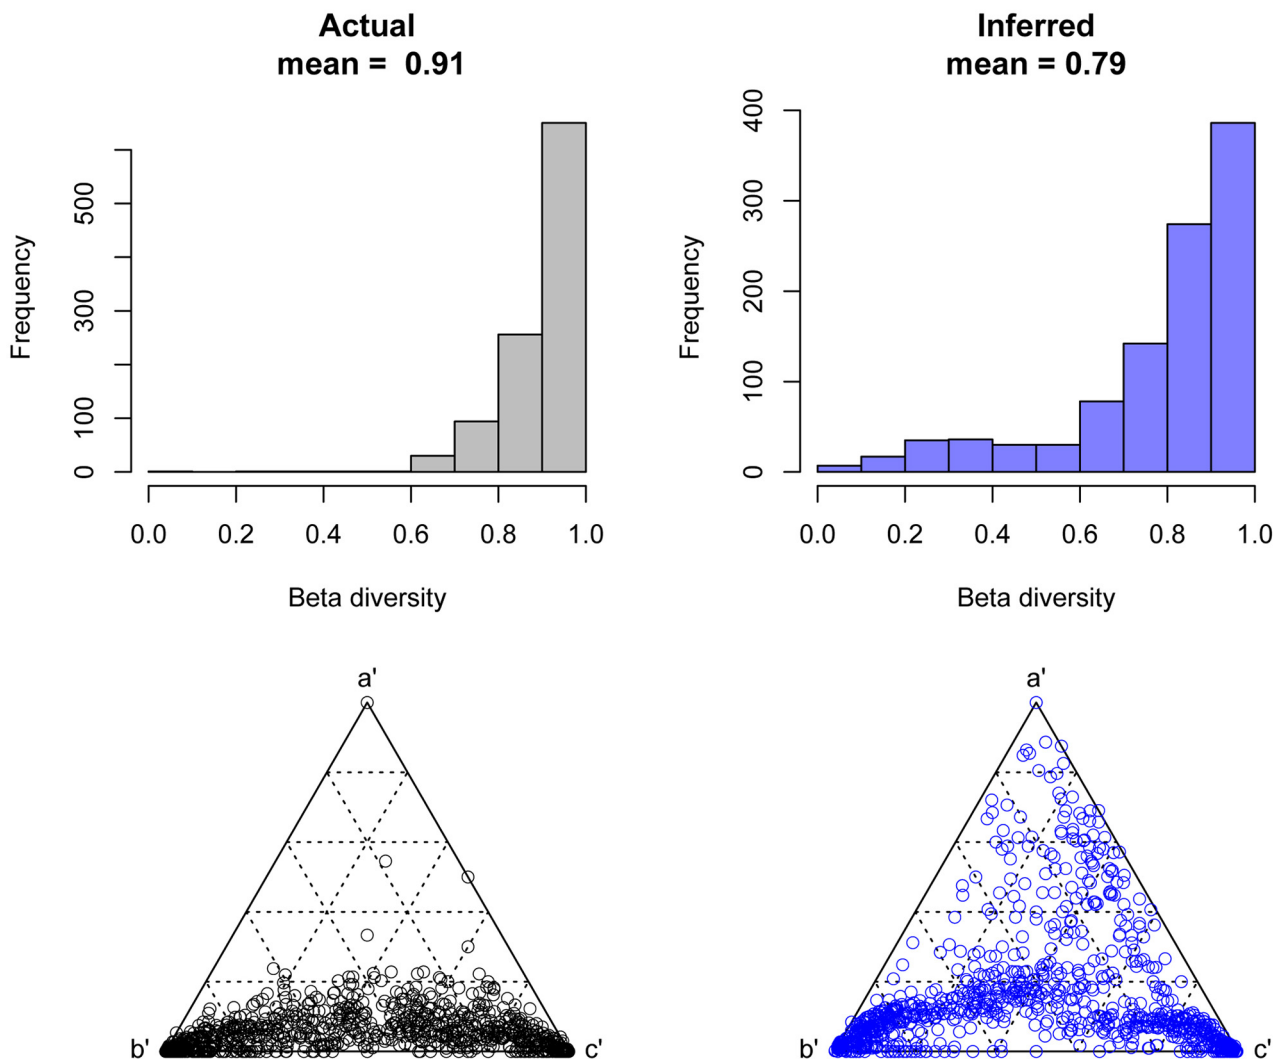 Actual
mean = 0.91
Frequency
0 100 300 500
0.0 0.2 0.4 0.6 0.8 1.0
Beta diversity
a'
b' c'
Inferred
mean = 0.79
Frequency
0 100 200 300 400
0.0 0.2 0.4 0.6 0.8 1.0
Beta diversity
a'
b' c'